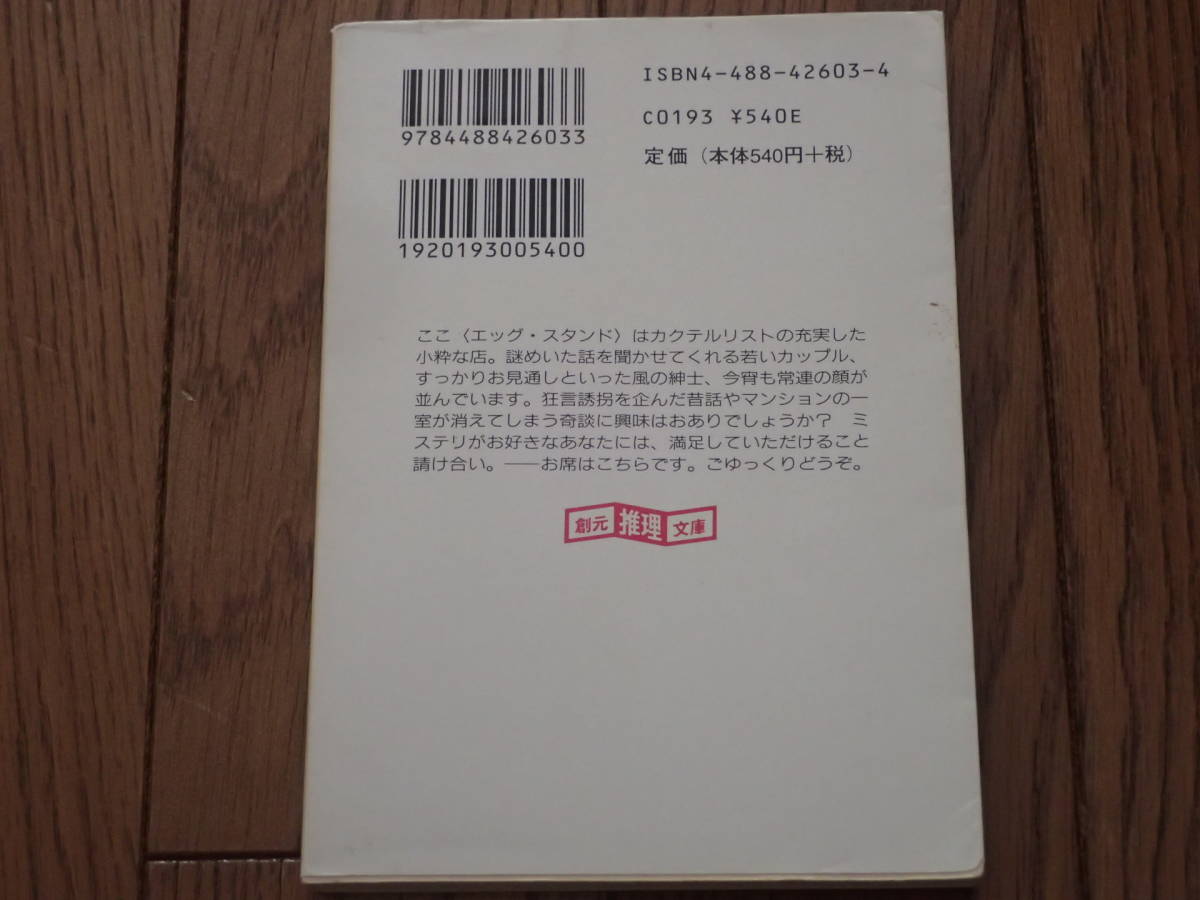 ISBN4-488-42603-4
9784488426033
C0193 ¥540E
定価（本体540円＋税）
1920193005400
ここ〈エッグ・スタンド〉はカクテルリストの充実した
小粋な店。謎めいた話を聞かせてくれる若いカップル、
すっかりお見通しといった風の紳士、今宵も常連の顔が
並んでいます。狂言誘拐を企んだ昔話やマンションの一
室が消えてしまう奇談に興味はおありでしょうか？　ミ
ステリがお好きなあなたには、満足していただけること
請け合い。――お席はこちらです。ごゆっくりどうぞ。
創元推理文庫